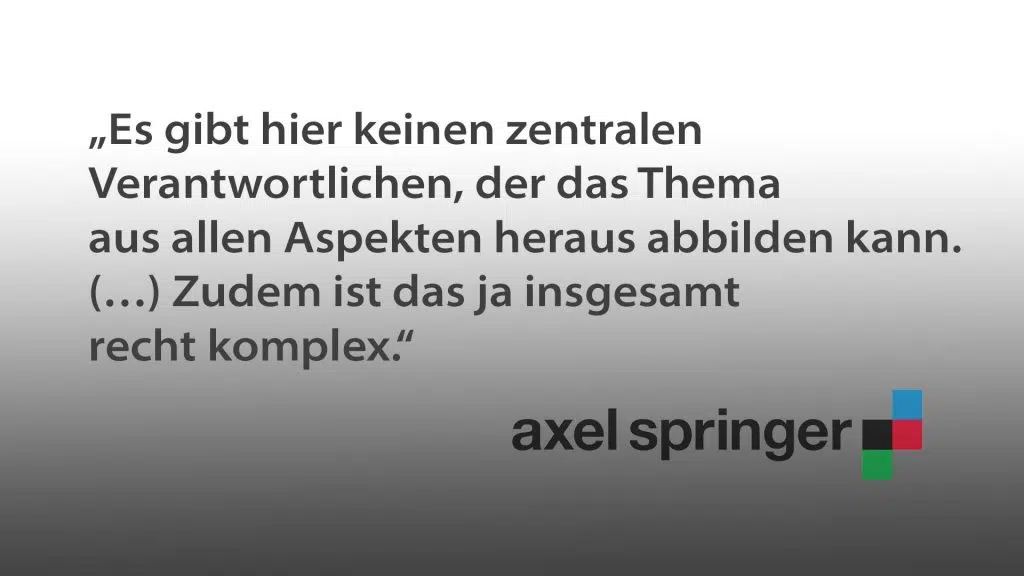 „Es gibt hier keinen zentralen
Verantwortlichen, der das Thema
aus allen Aspekten heraus abbilden kann.
(…) Zudem ist das ja insgesamt
recht komplex.“
axel springer